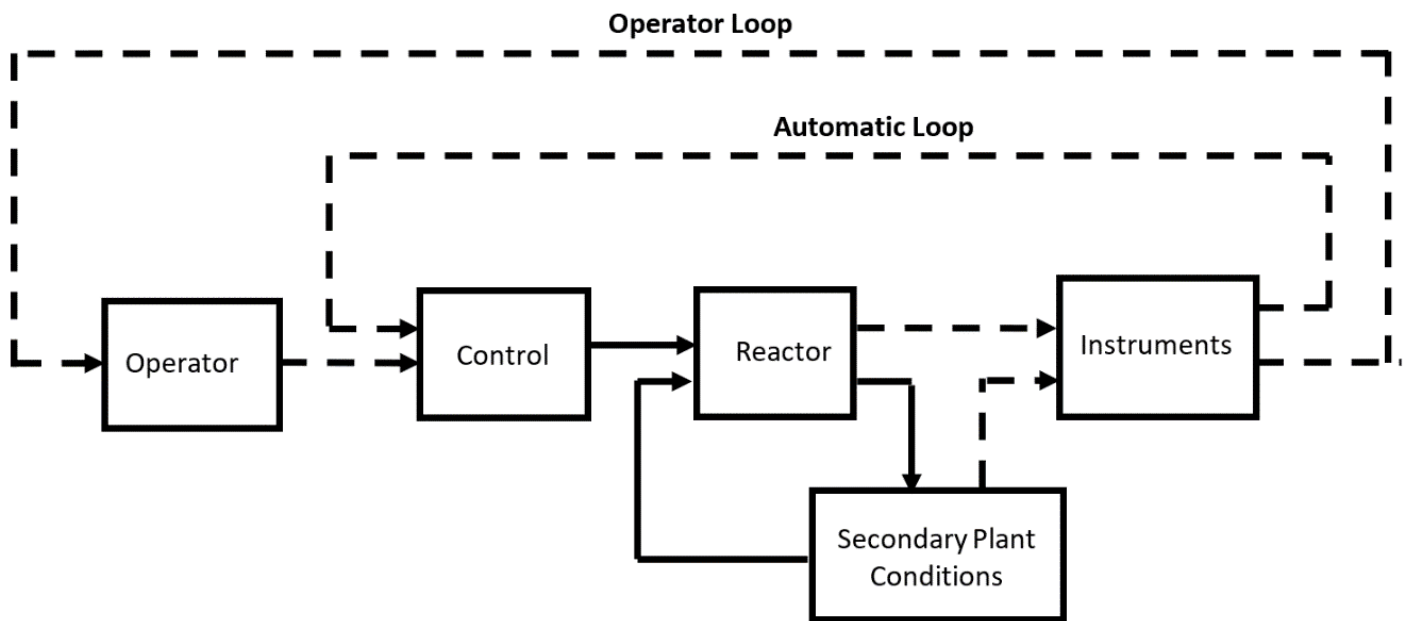 Operator Loop
Automatic Loop
Operator
Control
Reactor
Instruments
Secondary Plant
Conditions